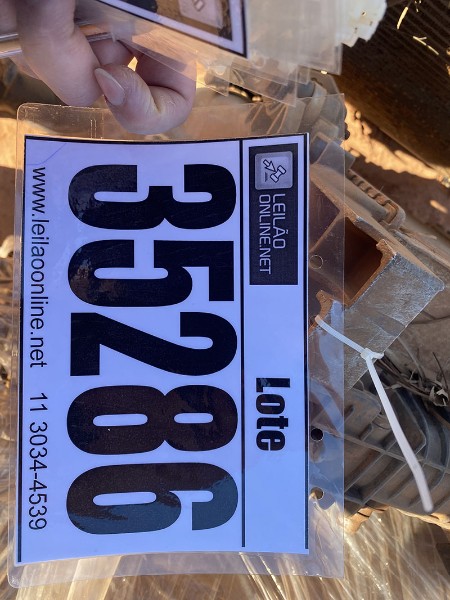 LEILÃO
ONLINE.NET
Lote
35286
www.leilaoonline.net 11 3034-4539